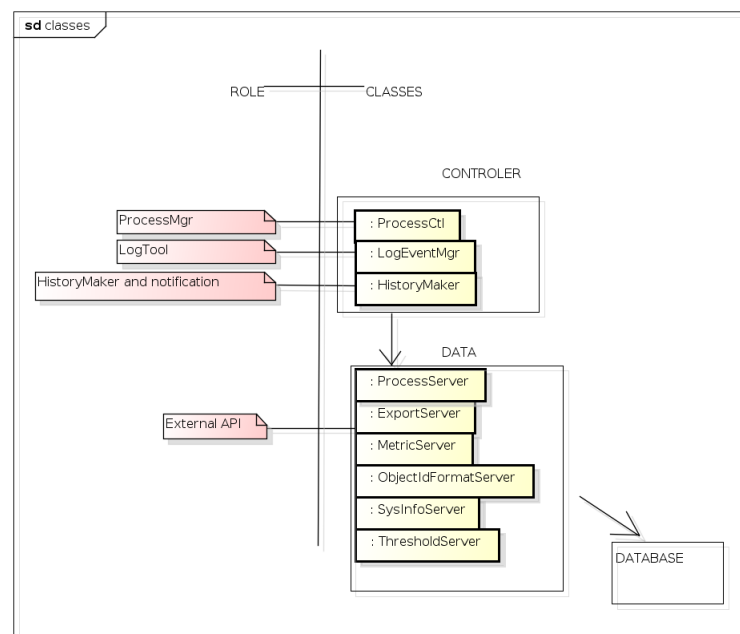 sd classes
ROLE
CLASSES
CONTROLER
ProcessMgr
: ProcessCtl
LogTool
: LogEventMgr
HistoryMaker and notification
: HistoryMaker
DATA
: ProcessServer
External API
: ExportServer
: MetricServer
: ObjectIdFormatServer
: SysInfoServer
: ThresholdServer
DATABASE